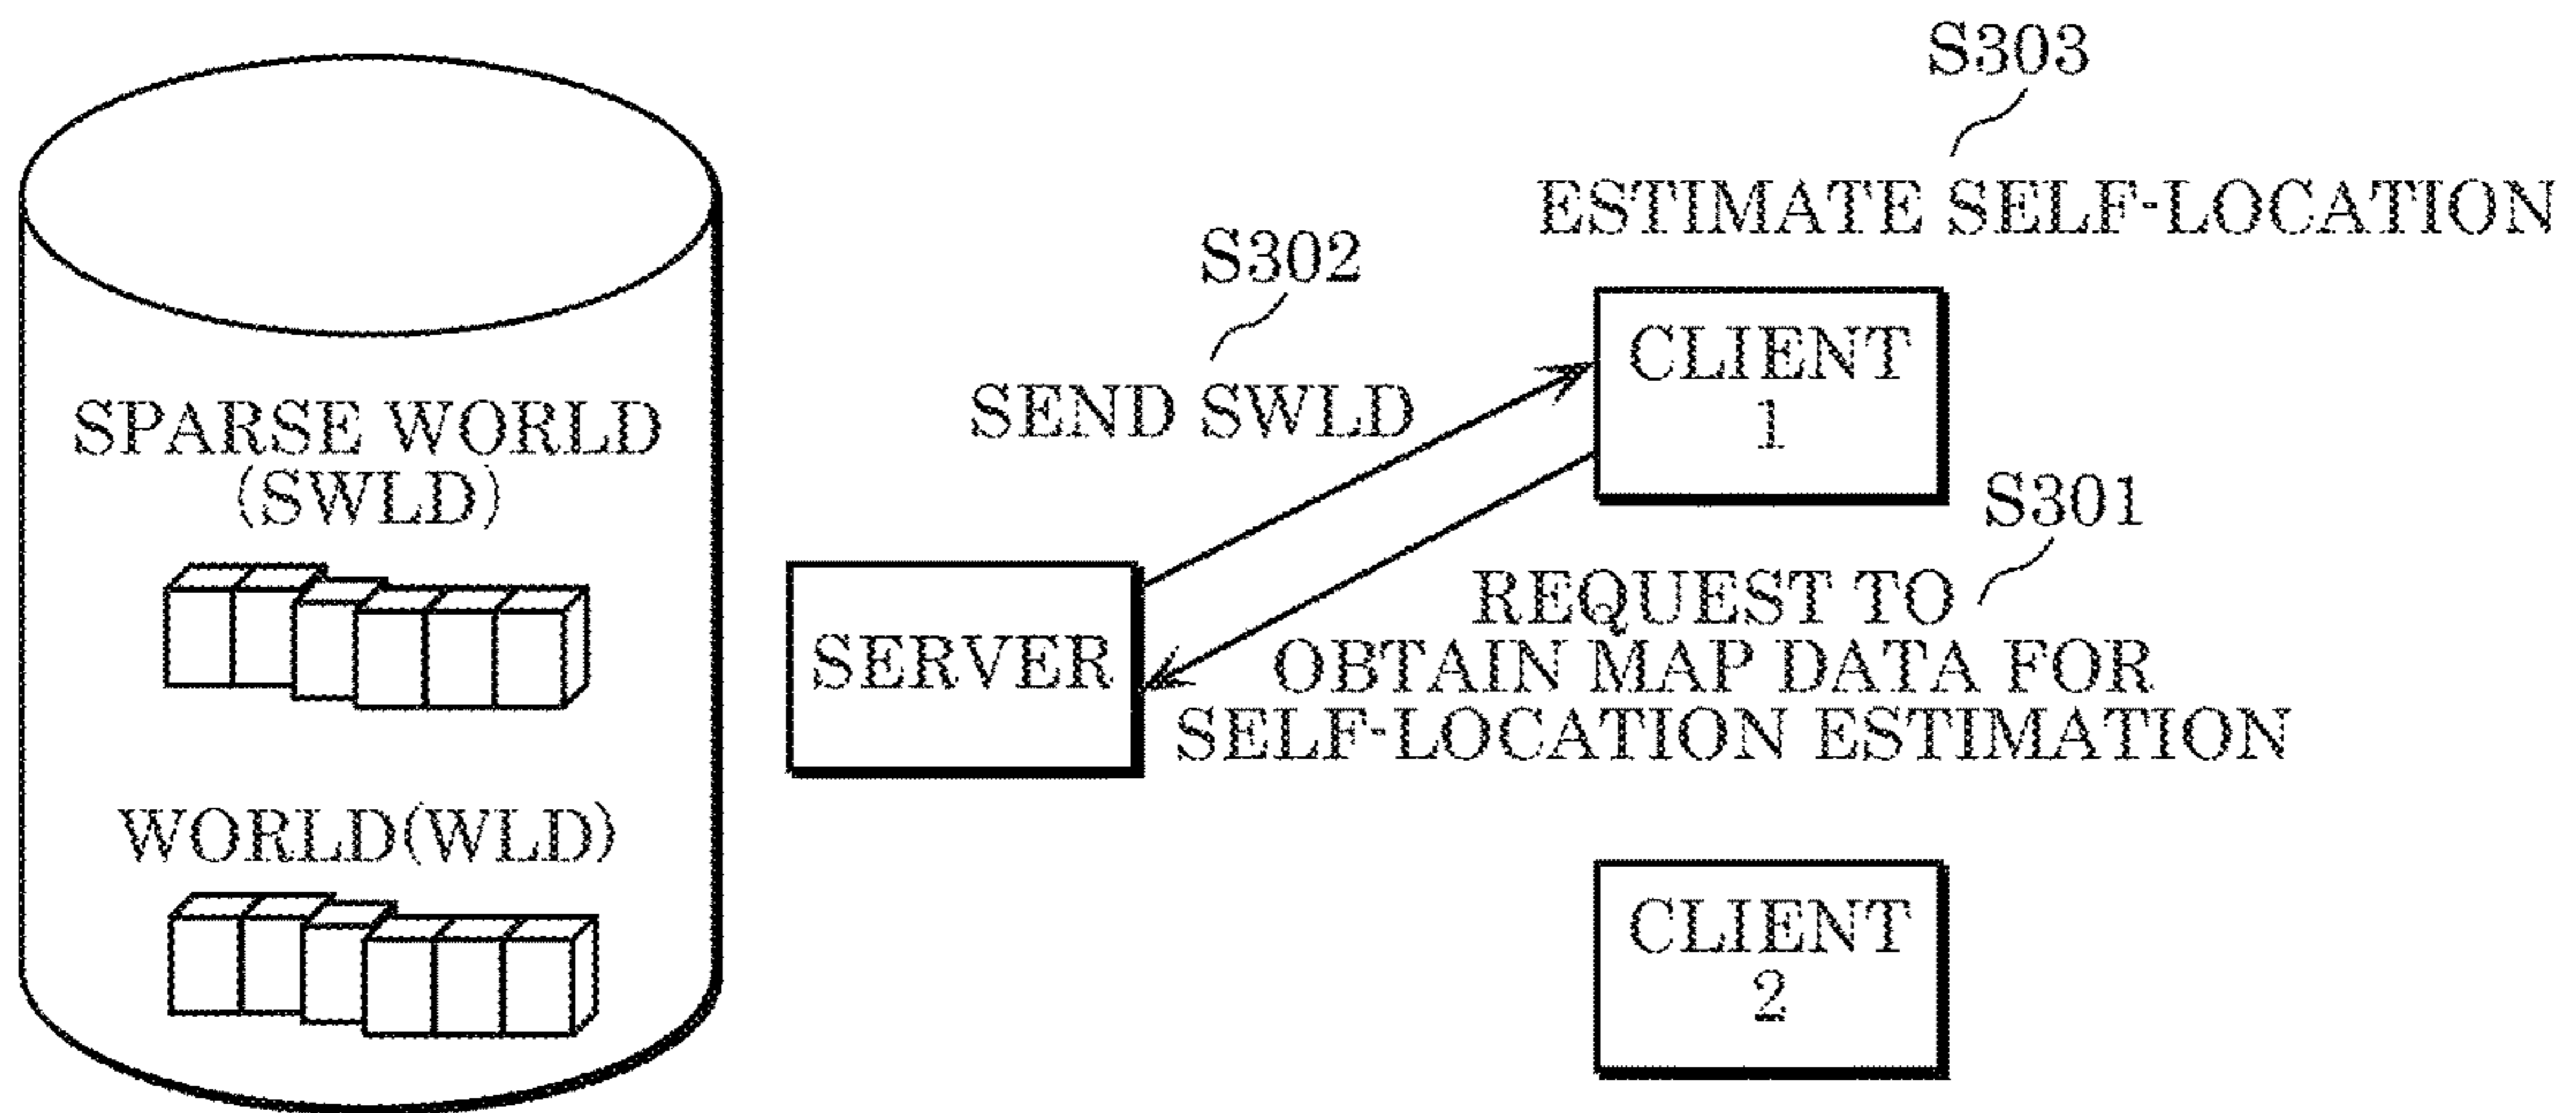 S303
ESTIMATE SELF-LOCATION
S302
SEND SWLD
CLIENT
1
SPARSE WORLD
(SWLD)
S301
REQUEST TO
OBTAIN MAP DATA FOR
SELF-LOCATION ESTIMATION
SERVER
WORLD(WLD)
CLIENT
2